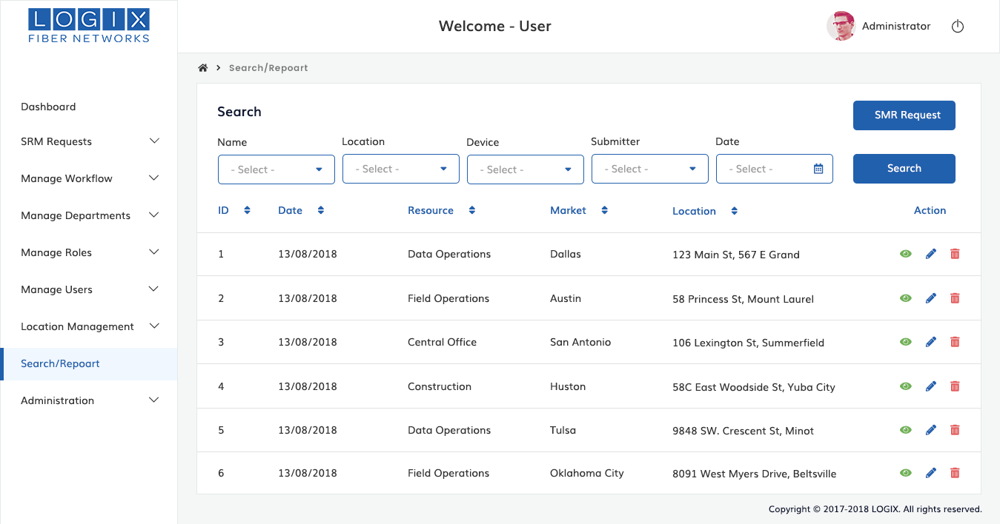 LOGIX
FIBER NETWORKS
Welcome - User
Administrator
Search/Repoart
Dashboard
SRM Requests
Manage Workflow
Manage Departments
Manage Roles
Manage Users
Location Management
Search/Repoart
Administration
Search
SMR Request
Name Location Device Submitter Date
- Select - - Select - - Select - - Select - - Select - Search
ID Date Resource Market Location Action
1 13/08/2018 Data Operations Dallas 123 Main St, 567 E Grand
2 13/08/2018 Field Operations Austin 58 Princess St, Mount Laurel
3 13/08/2018 Central Office San Antonio 106 Lexington St, Summerfield
4 13/08/2018 Construction Huston 58C East Woodside St, Yuba City
5 13/08/2018 Data Operations Tulsa 9848 SW. Crescent St, Minot
6 13/08/2018 Field Operations Oklahoma City 8091 West Myers Drive, Beltsville
Copyright © 2017-2018 LOGIX. All rights reserved.